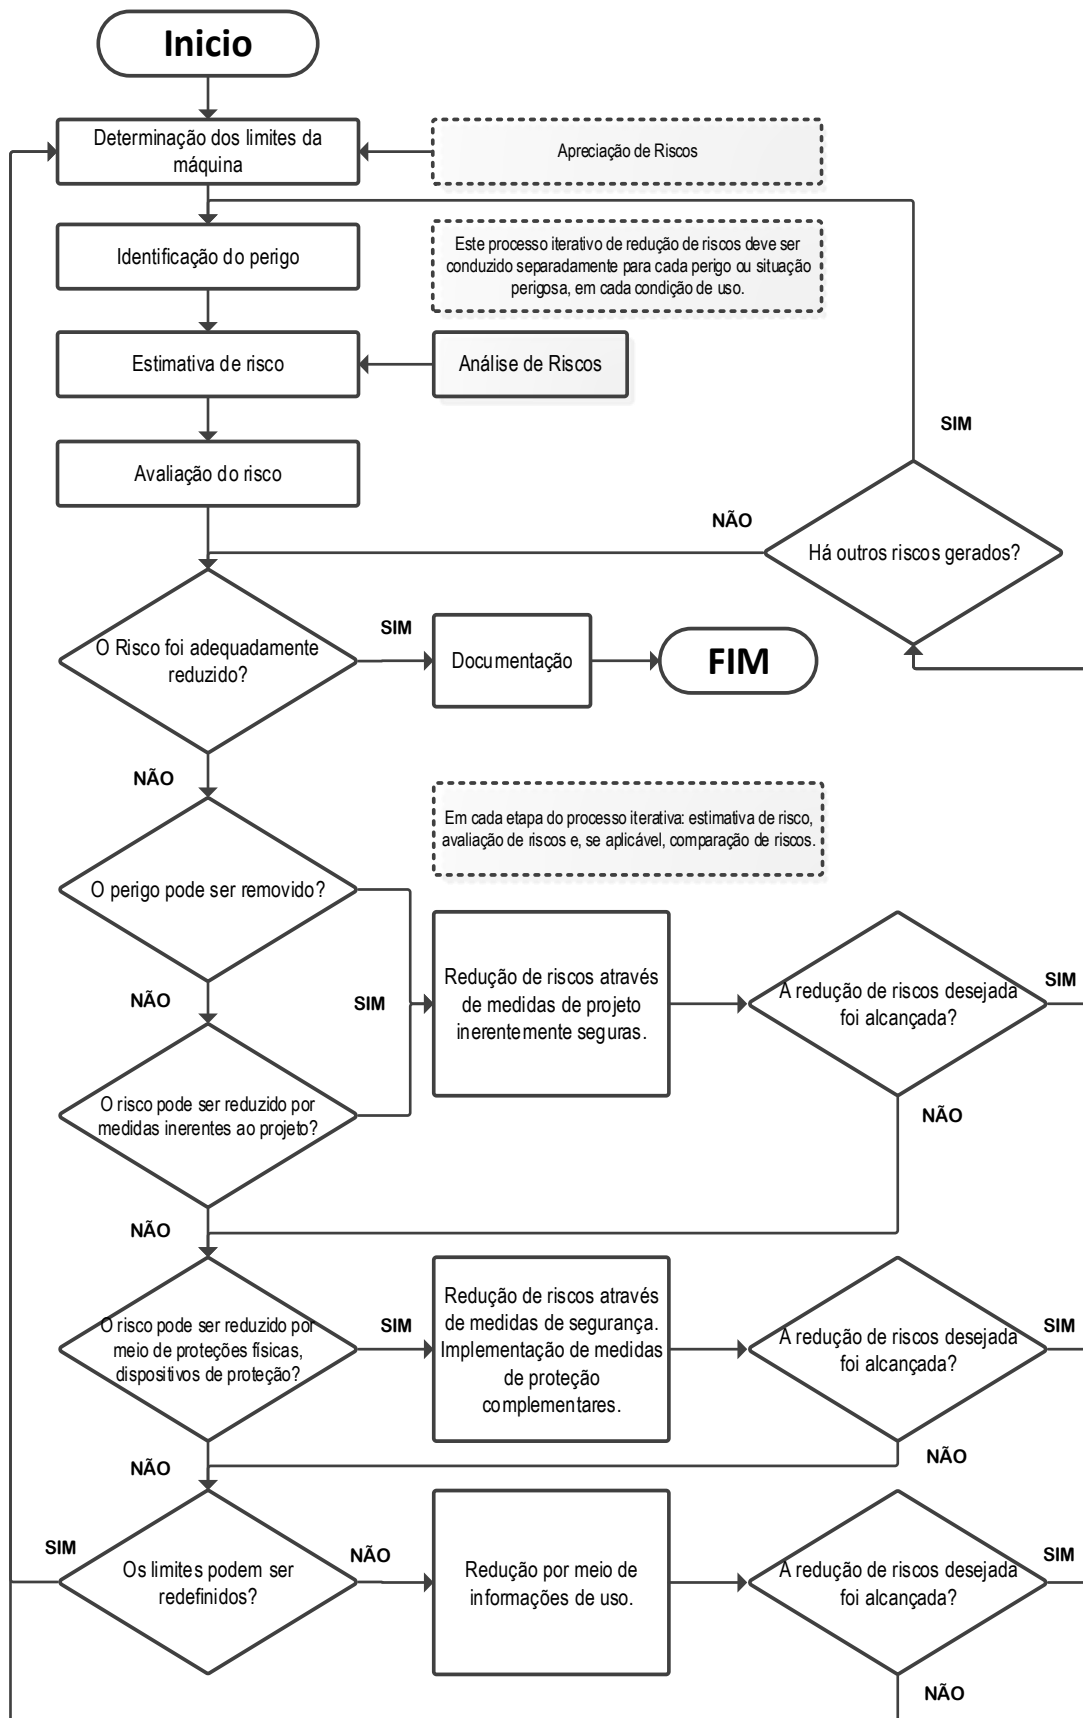 Inicio
Determinação dos limites da
máquina
Apreciação de Riscos
Identificação do perigo
Este processo iterativo de redução de riscos deve ser
conduzido separadamente para cada perigo ou situação
perigosa, em cada condição de uso.
Estimativa de risco
Análise de Riscos
SIM
Avaliação do risco
NÃO
Há outros riscos gerados?
O Risco foi adequadamente
reduzido?
SIM
Documentação
FIM
NÃO
Em cada etapa do processo iterativa: estimativa de risco,
avaliação de riscos e, se aplicável, comparação de riscos.
O perigo pode ser removido?
NÃO
SIM
Redução de riscos através
de medidas de projeto
inerentemente seguras.
A redução de riscos desejada
foi alcançada?
SIM
O risco pode ser reduzido por
medidas inerentes ao projeto?
NÃO
NÃO
O risco pode ser reduzido por
meio de proteções físicas,
dispositivos de proteção?
SIM
Redução de riscos através
de medidas de segurança.
Implementação de medidas
de proteção
complementares.
A redução de riscos desejada
foi alcançada?
SIM
NÃO
NÃO
SIM
Os limites podem ser
redefinidos?
NÃO
Redução por meio de
informações de uso.
A redução de riscos desejada
foi alcançada?
SIM
NÃO